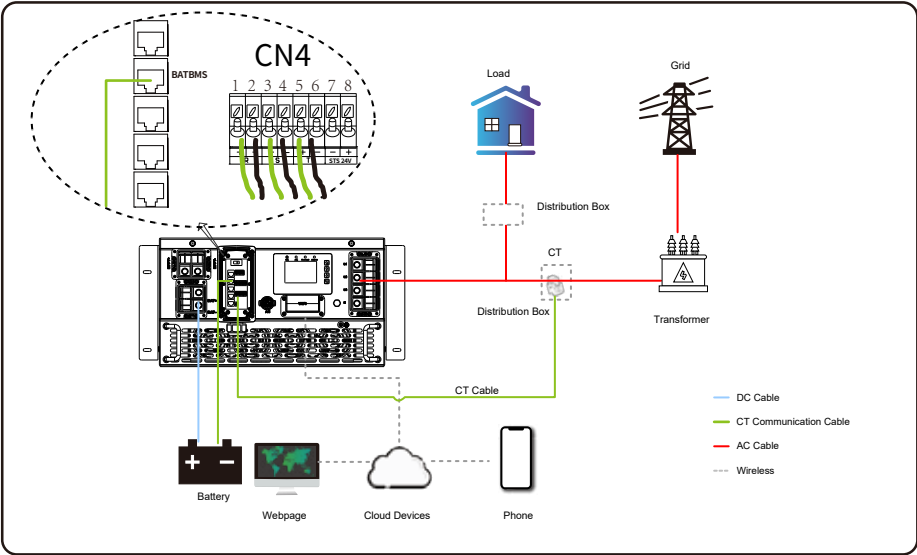 CN4
BATBMS
1 2 3 4 5 6 7 8
STS 24V
Load
Grid
Distribution Box
CT
Distribution Box
Transformer
CT Cable
DC Cable
CT Communication Cable
AC Cable
Wireless
Battery
Webpage
Cloud Devices
Phone